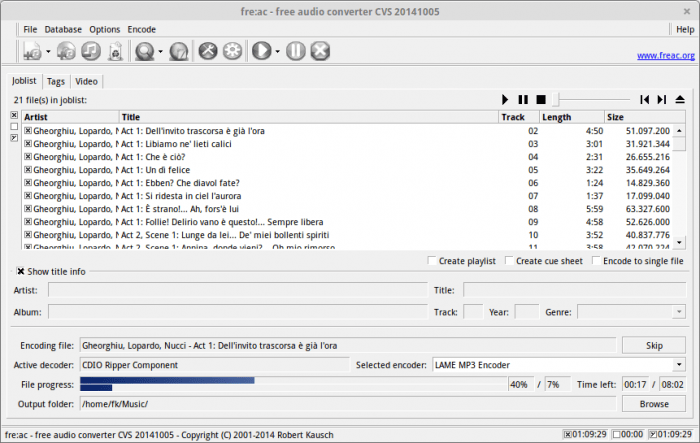 fre:ac - free audio converter CVS 20141005
File Database Options Encode Help
www.freac.org
Joblist Tags Video
21 file(s) in joblist:
Artist Title Track Length Size
Gheorghiu, Lopardo, N Act 1: Dell'invito trascorsa è già l'ora 02 4:50 51.097.200
Gheorghiu, Lopardo, N Act 1: Libiamo ne' lieti calici 03 3:01 31.921.344
Gheorghiu, Lopardo, N Act 1: Che è ciò? 04 2:31 26.655.216
Gheorghiu, Lopardo, N Act 1: Un dì felice 05 3:22 35.649.264
Gheorghiu, Lopardo, N Act 1: Ebben? Che diavol fate? 06 1:24 14.829.360
Gheorghiu, Lopardo, N Act 1: Si ridesta in ciel l'aurora 07 1:37 17.099.040
Gheorghiu, Lopardo, N Act 1: È strano!... Ah, fors'è lui 08 5:59 63.327.600
Gheorghiu, Lopardo, N Act 1: Follie! Delirio vano è questo!... Sempre libera 09 4:58 52.626.000
Gheorghiu, Lopardo, N Act 2, Scene 1: Lunge da lei... De' miei bollenti spiriti 10 3:52 40.837.776
Gheorghiu, Lopardo, N Act 2, Scene 1: Annina, donde vieni?... Oh mio rimorso 11 3:58 42.070.224
Create playlist Create cue sheet Encode to single file
Show title info
Artist: Title:
Album: Track: Year: Genre:
Encoding file: Gheorghiu, Lopardo, Nucci - Act 1: Dell'invito trascorsa è già l'ora Skip
Active decoder: CDIO Ripper Component Selected encoder: LAME MP3 Encoder
File progress: 40% / 7% Time left: 00:17 / 08:02
Output folder: /home/fk/Music/ Browse
fre:ac - free audio converter CVS 20141005 - Copyright (C) 2001-2014 Robert Kausch 01:09:29 00:00 01:09:29